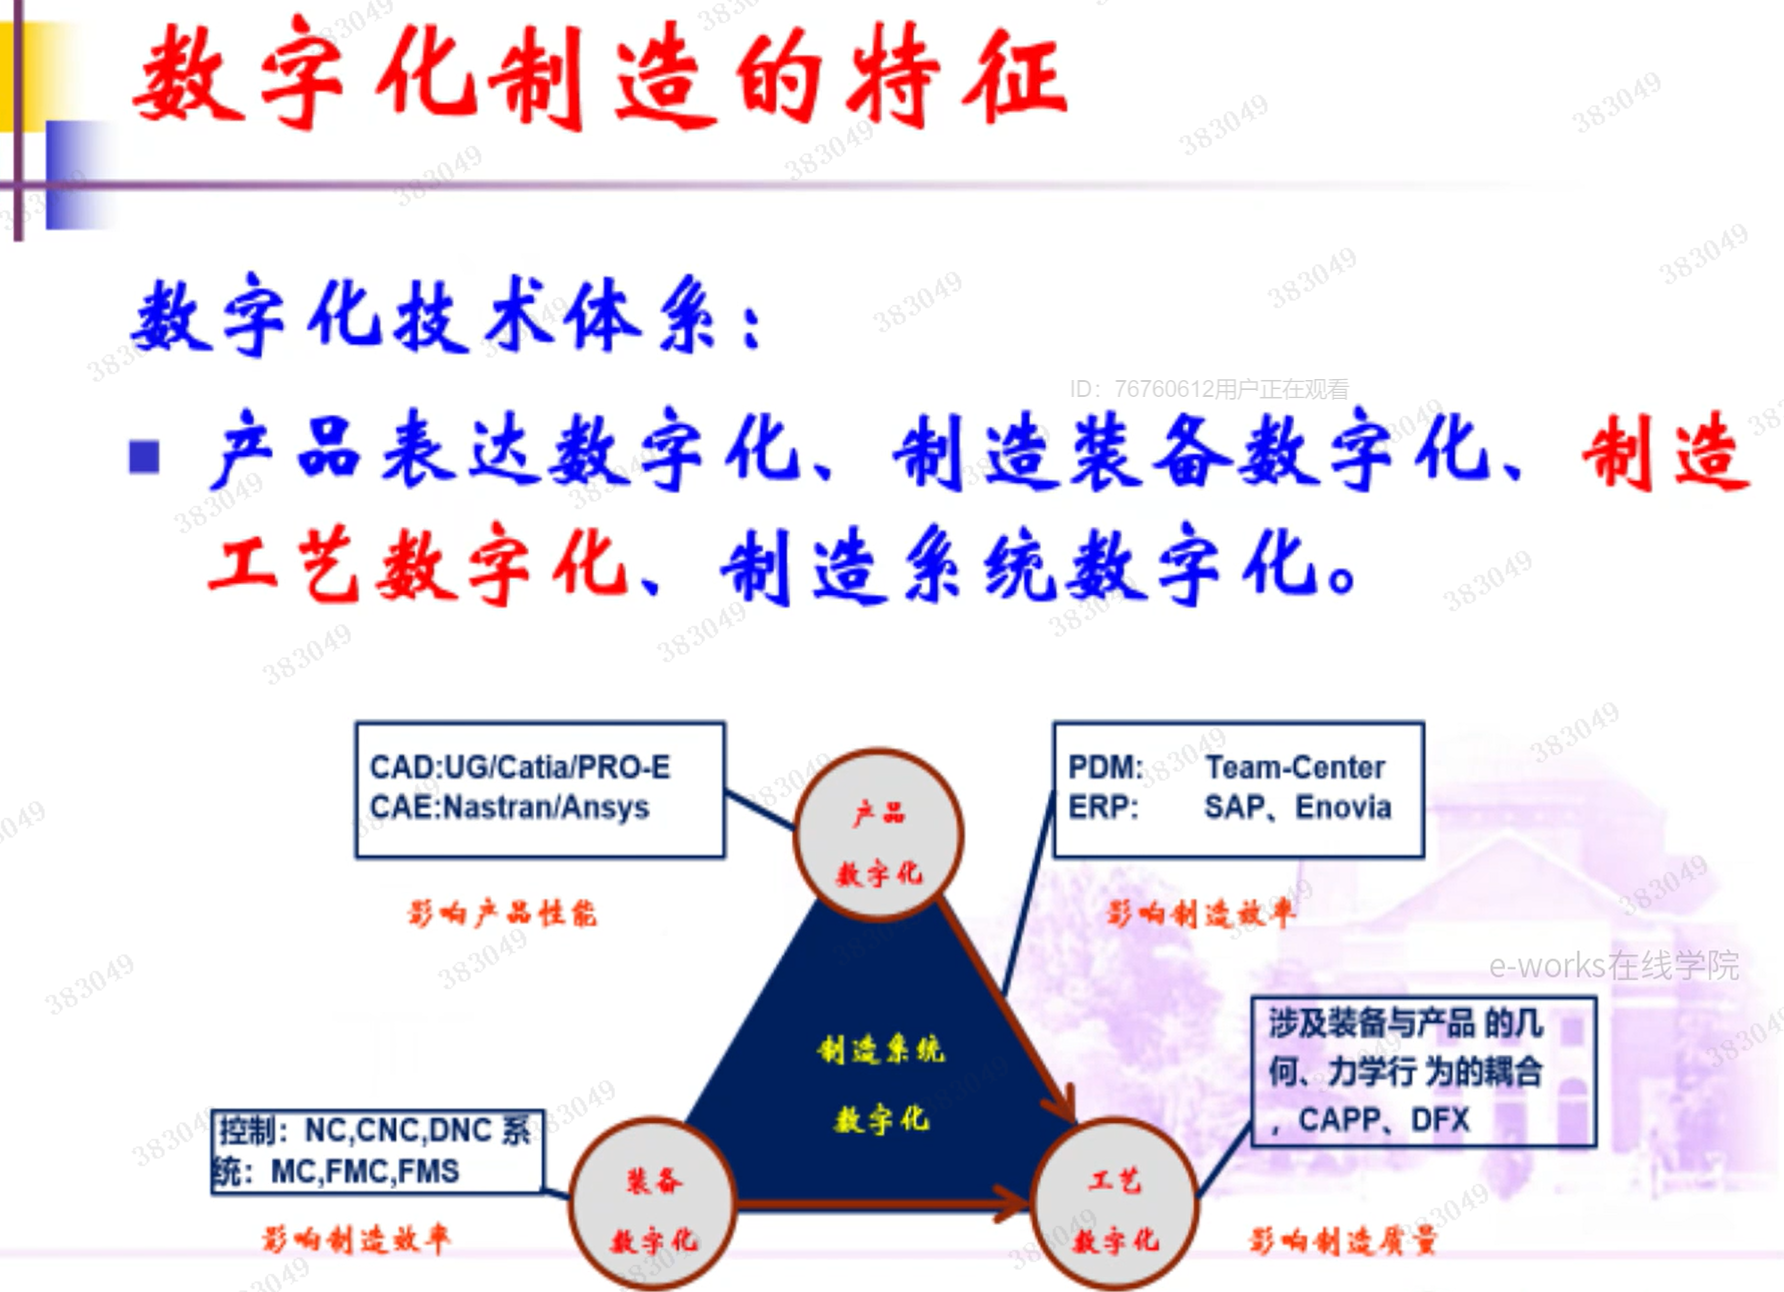 数字化制造的特征
数字化技术体系：
ID：76760612用户正在观看
产品表达数字化、制造装备数字化、制造
工艺数字化、制造系统数字化。
CAD:UG/Catia/PRO-E
CAE:Nastran/Ansys
影响产品性能
产品
数字化
PDM: Team-Center
ERP: SAP、Enovia
影响制造效率
e-works在线学院
制造系统
数字化
涉及装备与产品 的几
何、力学行 为的耦合
，CAPP、DFX
影响制造质量
控制：NC,CNC,DNC 系
统：MC,FMC,FMS
影响制造效率
装备
数字化
工艺
数字化
383049